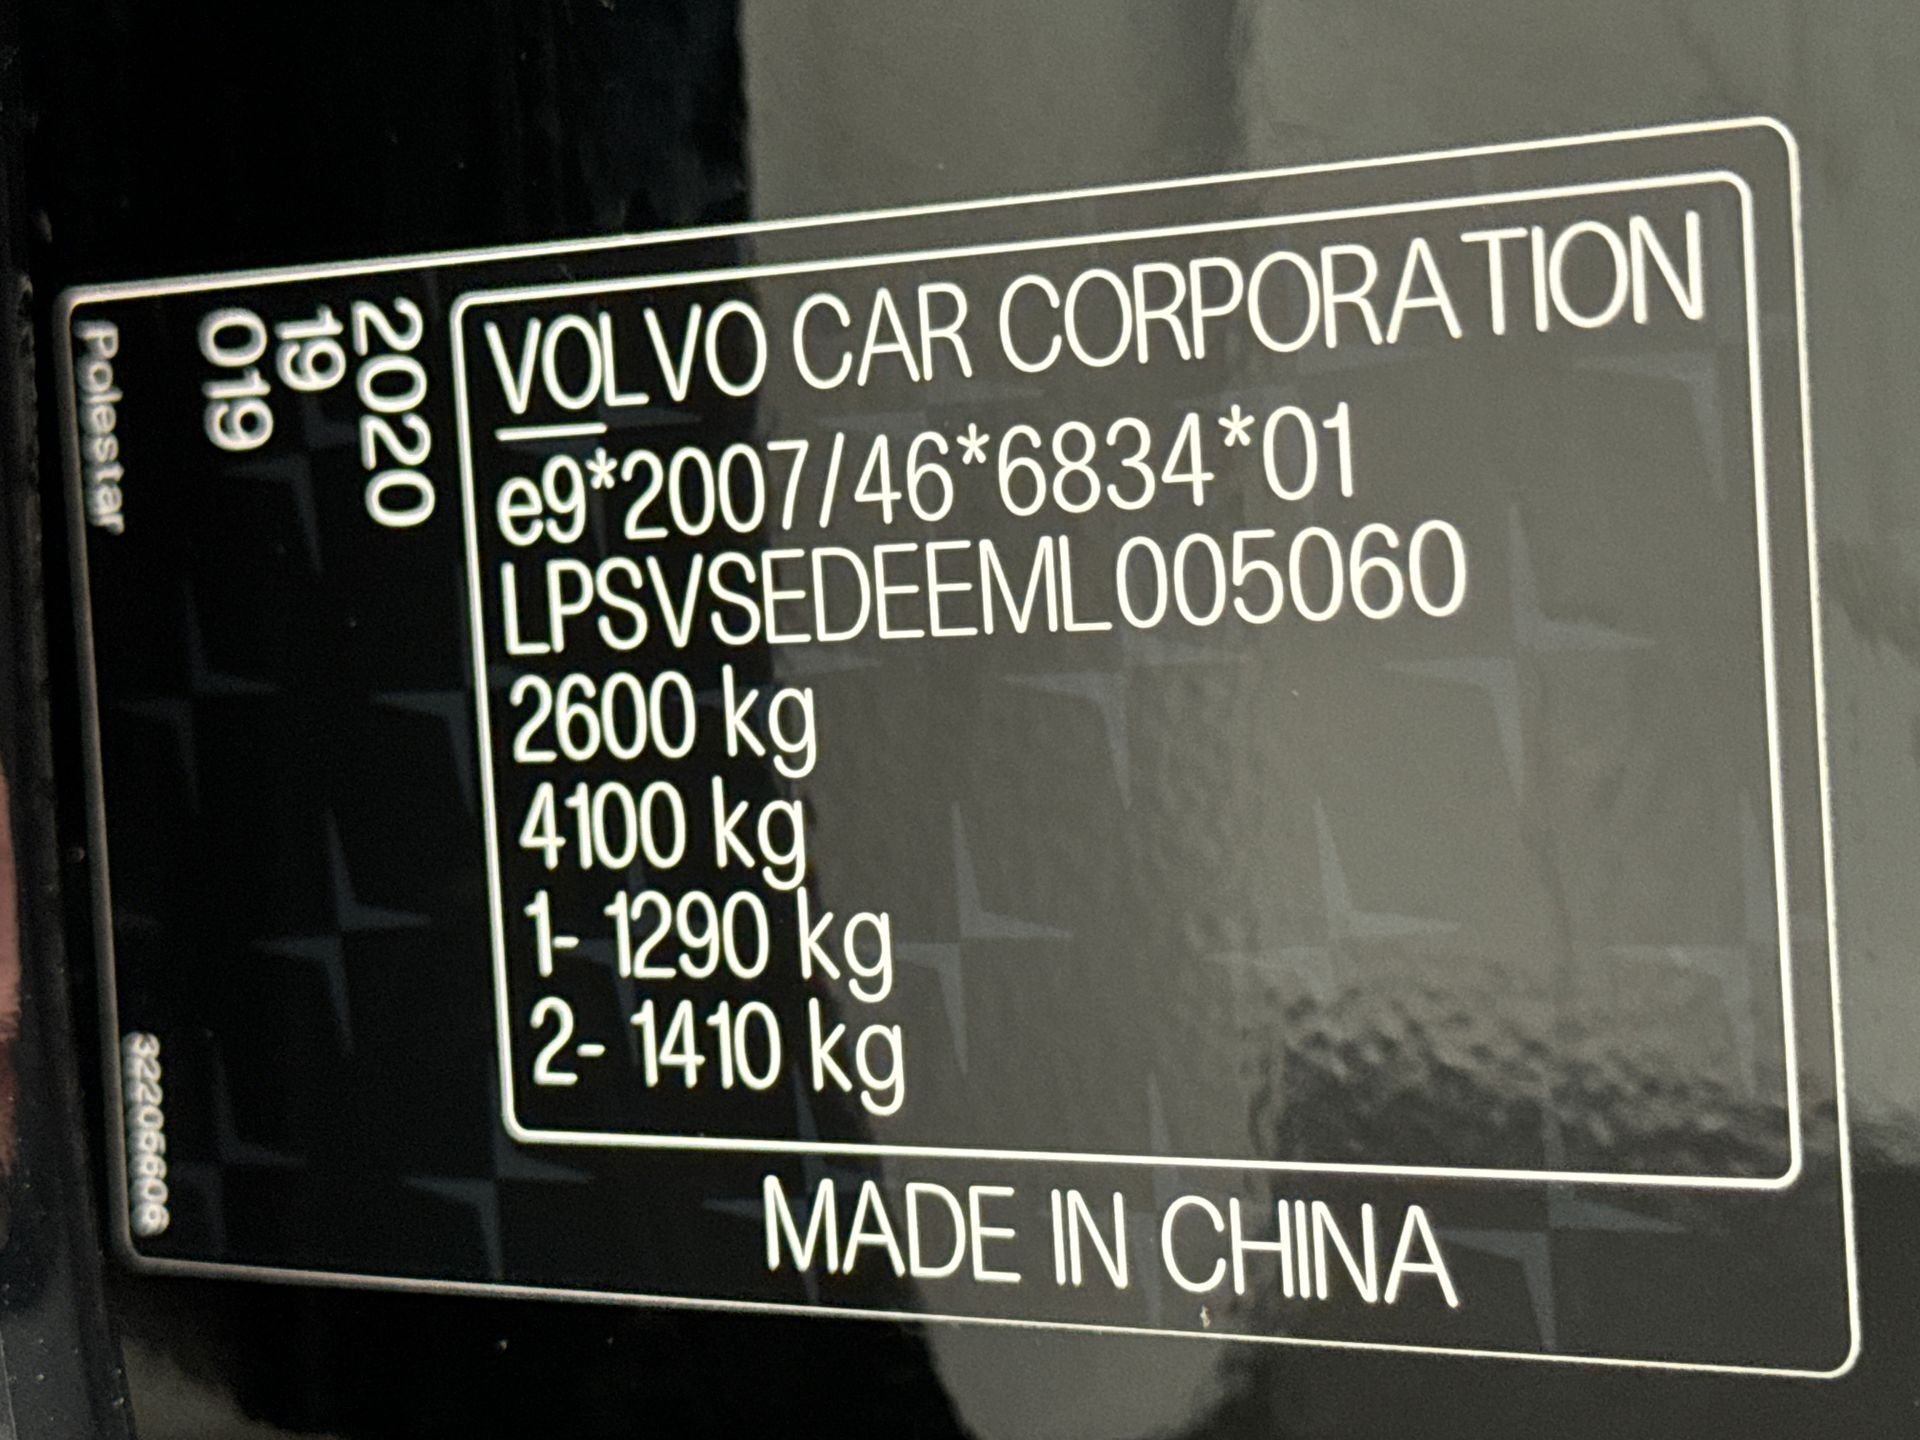 VOLVO CAR CORPORATION
e9*2007/46*6834*01
LPSVSEDEEML005060
2600 kg
4100 kg
1- 1290 kg
2- 1410 kg
MADE IN CHINA
2020
19
019
Polestar
32206606